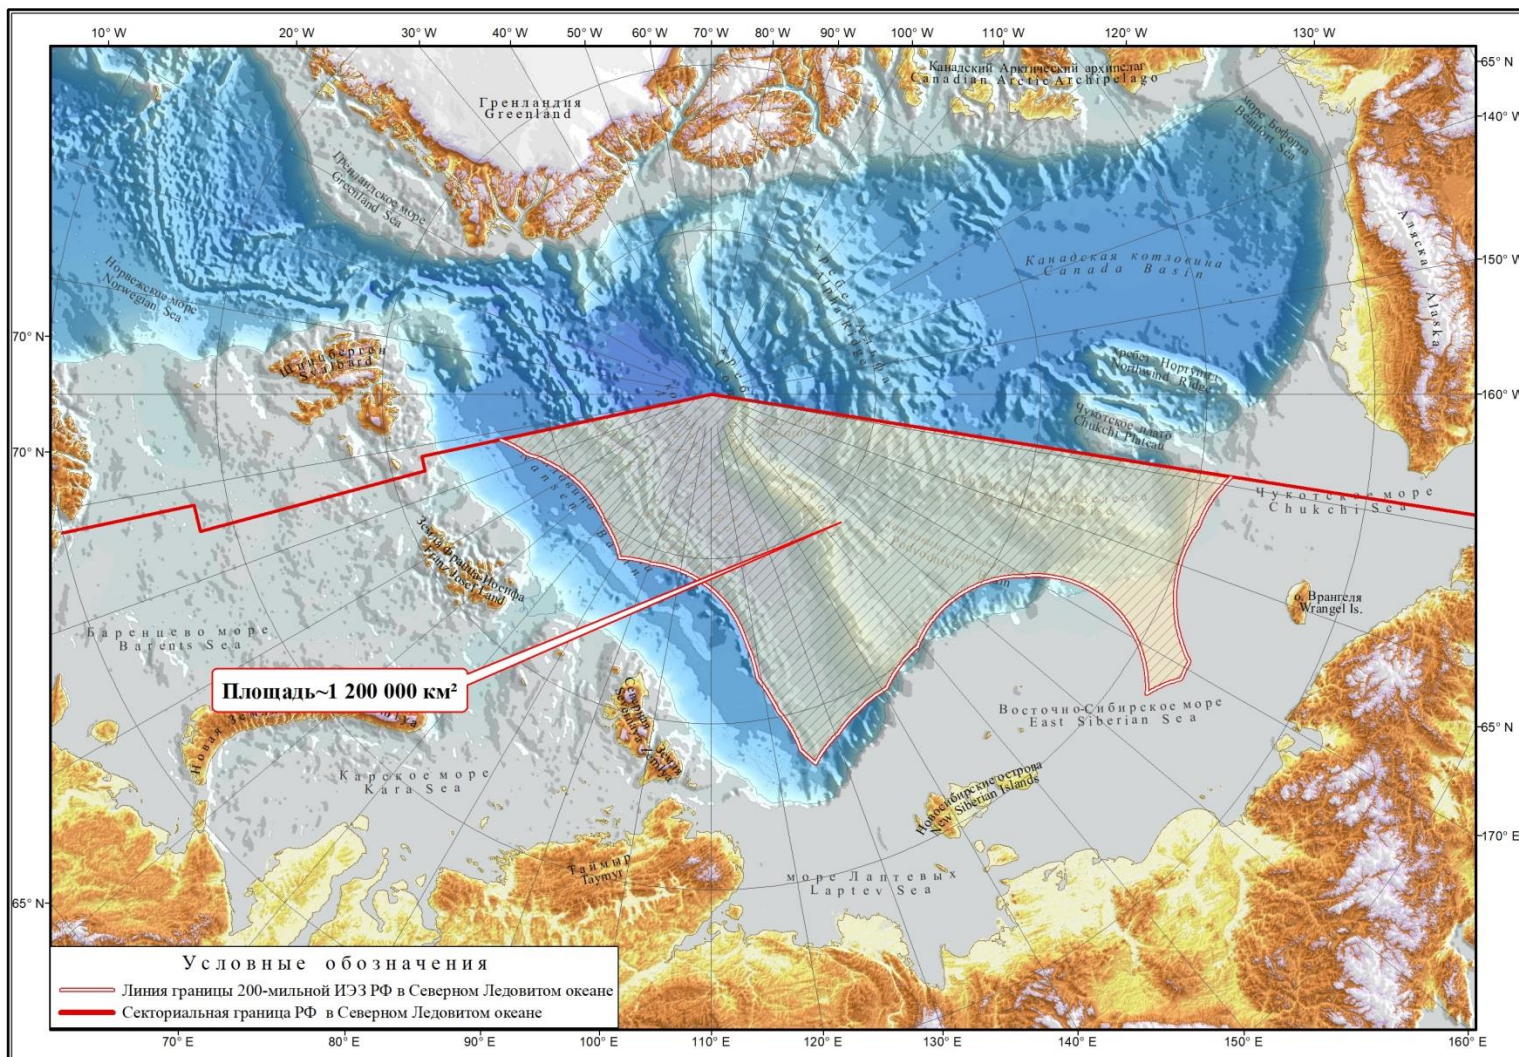 10° W
20° W
30° W
40° W
50° W
60° W
70° W
80° W
90° W
100° W
110° W
120° W
130° W
65° N
140° W
150° W
160° W
70° N
70° N
65° N
170° E
65° N
Канадский Арктический архипелаг
Canadian Arctic Archipelago
Гренландия
Greenland
море Бофорта
Beaufort Sea
Гренландское море
Greenland Sea
Аляска
Alaska
Норвежское море
Norwegian Sea
хребет Альфа
Alpha Ridge
Канадская котловина
Canada Basin
Шпицберген
Svalbard
хребет Нортуинд
Northwind Ridge
Чукотское плато
Chukchi Plateau
Чукотское море
Chukchi Sea
Земля Франца-Иосифа
Franz Josef Land
о. Врангеля
Wrangel Is.
Баренцево море
Barents Sea
Площадь~1 200 000 км²
Восточно-Сибирское море
East Siberian Sea
Карское море
Kara Sea
Новосибирские острова
New Siberian Islands
Таймыр
Taymyr
море Лаптевых
Laptev Sea
Условные обозначения
Линия границы 200-мильной ИЭЗ РФ в Северном Ледовитом океане
Секториальная граница РФ в Северном Ледовитом океане
70° E
80° E
90° E
100° E
110° E
120° E
130° E
140° E
150° E
160° E